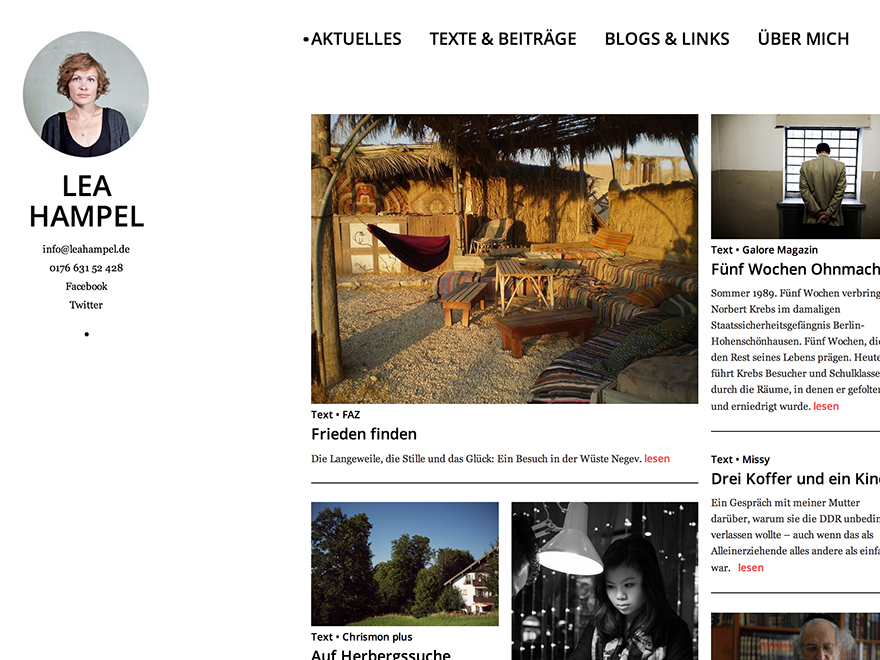 •AKTUELLES TEXTE & BEITRÄGE BLOGS & LINKS ÜBER MICH
LEA
HAMPEL
info@leahampel.de
0176 631 52 428
Facebook
Twitter
•
Text • FAZ
Frieden finden
Die Langeweile, die Stille und das Glück: Ein Besuch in der Wüste Negev. lesen
Text • Chrismon plus
Auf Herbergssuche
Text • Galore Magazin
Fünf Wochen Ohnmach
Sommer 1989. Fünf Wochen verbring
Norbert Krebs im damaligen
Staatssicherheitsgefängnis Berlin-
Hohenschönhausen. Fünf Wochen, die
den Rest seines Lebens prägen. Heute
führt Krebs Besucher und Schulklasse
durch die Räume, in denen er gefolter
und erniedrigt wurde. lesen
Text • Missy
Drei Koffer und ein Kind
Ein Gespräch mit meiner Mutter
darüber, warum sie die DDR unbedin
verlassen wollte – auch wenn das als
Alleinerziehende alles andere als einfa
war. lesen